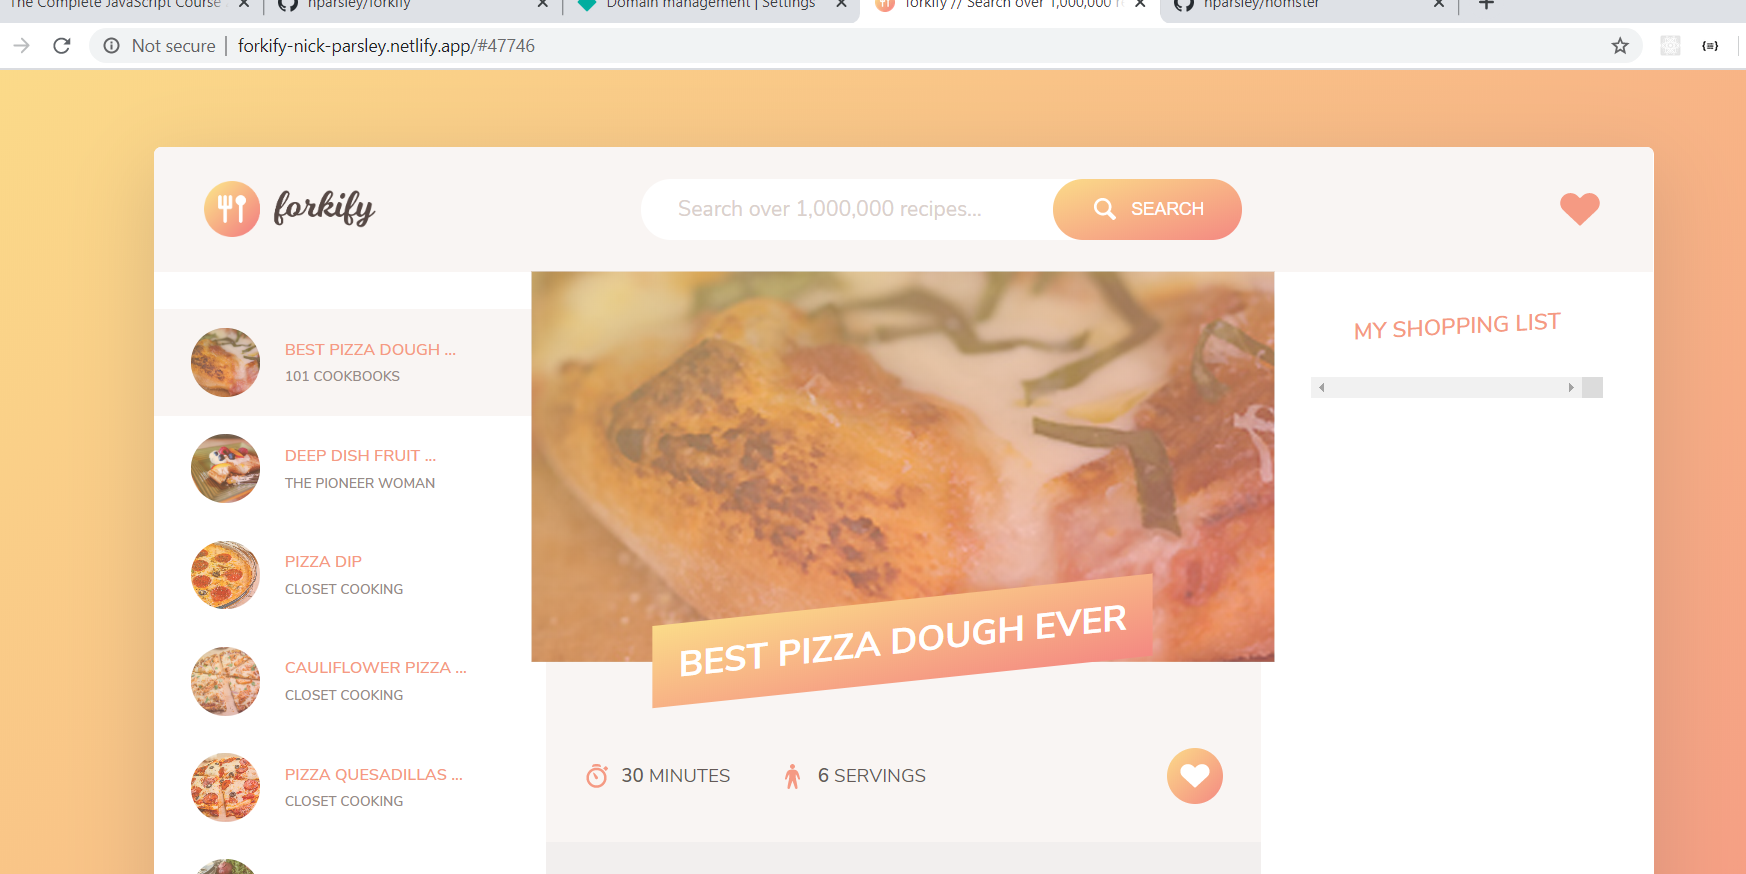 The Complete JavaScript Course
nparsley/forkify
Domain management | Settings
forkify // Search over 1,000,000 r
nparsley/nomster
Not secure | forkify-nick-parsley.netlify.app/#47746
forkify
Search over 1,000,000 recipes...
SEARCH
BEST PIZZA DOUGH ...
101 COOKBOOKS
DEEP DISH FRUIT ...
THE PIONEER WOMAN
PIZZA DIP
CLOSET COOKING
CAULIFLOWER PIZZA ...
CLOSET COOKING
PIZZA QUESADILLAS ...
CLOSET COOKING
BEST PIZZA DOUGH EVER
30 MINUTES
6 SERVINGS
MY SHOPPING LIST